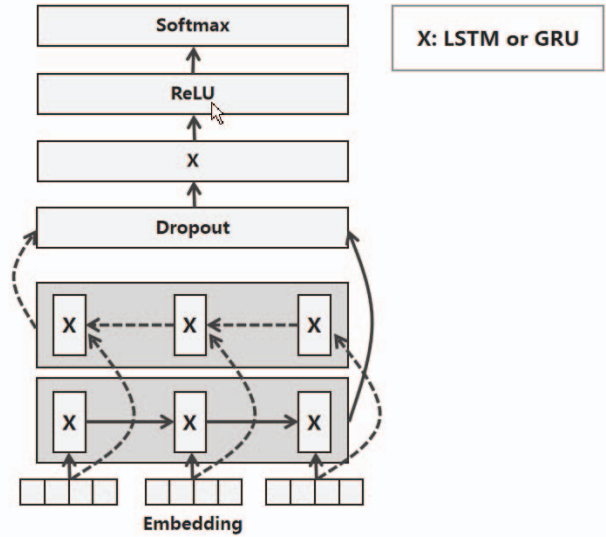 Softmax
X: LSTM or GRU
ReLU
X
Dropout
X X X
X X X
Embedding